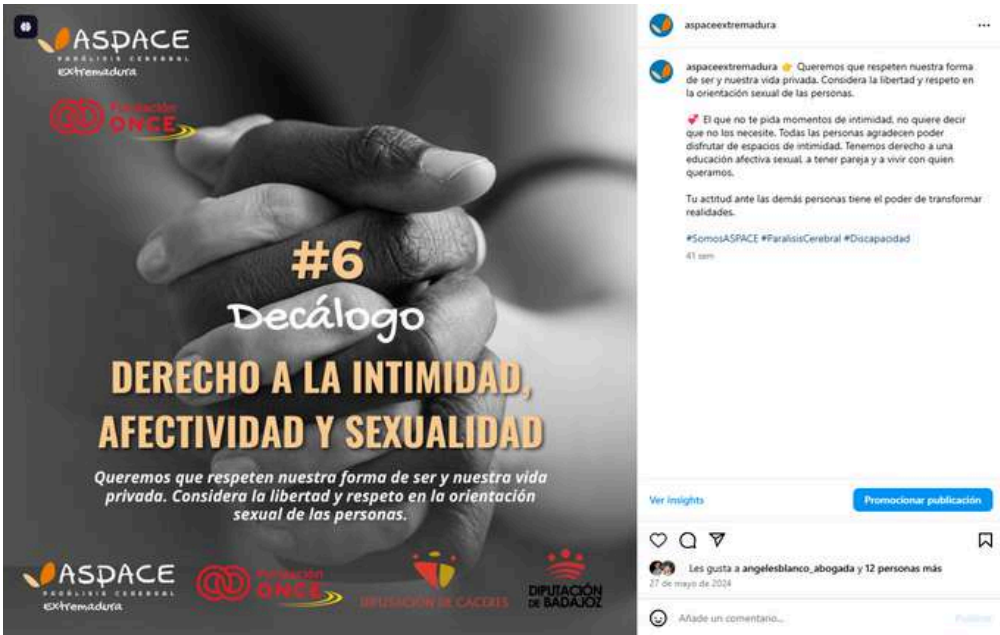 ASPACE
PARÁLISIS CEREBRAL
extremadura
Fundación
ONCE
#6
Decálogo
DERECHO A LA INTIMIDAD,
AFECTIVIDAD Y SEXUALIDAD
Queremos que respeten nuestra forma de ser y nuestra vida
privada. Considera la libertad y respeto en la orientación
sexual de las personas.
ASPACE
PARÁLISIS CEREBRAL
extremadura
Fundación
ONCE
DIPUTACIÓN DE CÁCERES
DIPUTACIÓN
DE BADAJOZ
aspaceextremadura
aspaceextremadura 👉 Queremos que respeten nuestra forma
de ser y nuestra vida privada. Considera la libertad y respeto en
la orientación sexual de las personas.
💕 El que no te pida momentos de intimidad, no quiere decir
que no los necesite. Todas las personas agradecen poder
disfrutar de espacios de intimidad. Tenemos derecho a una
educación afectiva sexual, a tener pareja y a vivir con quien
queramos.
Tu actitud ante las demás personas tiene el poder de transformar
realidades.
#SomosASPACE #ParalisisCerebral #Discapacidad
41 sem
Ver insights
Promocionar publicación
Les gusta a angelesblanco_abogada y 12 personas más
27 de mayo de 2024
Añade un comentario...
Publicar